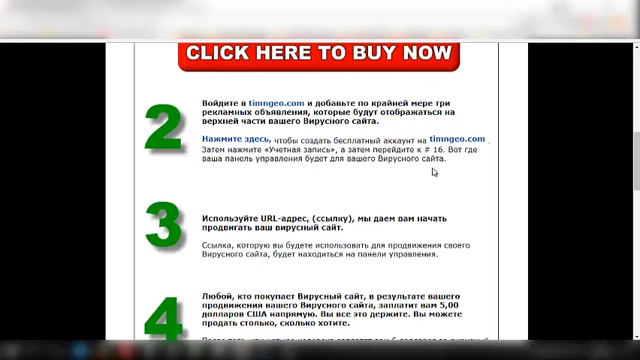 CLICK HERE TO BUY NOW
2
Войдите в timngeo.com и добавьте по крайней мере три
рекламных объявления, которые будут отображаться на
верхней части вашего Вирусного сайта.
Нажмите здесь, чтобы создать бесплатный аккаунт на timngeo.com .
Затем нажмите «Учетная запись», а затем перейдите к # 16. Вот где
ваша панель управления будет для вашего Вирусного сайта.
3
Используйте URL-адрес, (ссылку), мы даем вам начать
продвигать ваш вирусный сайт.
Ссылка, которую вы будете использовать для продвижения своего
Вирусного сайта, будет находиться на панели управления.
4
Любой, кто покупает Вирусный сайт, в результате вашего
продвижения вашего Вирусного сайта, заплатит вам 5,00
долларов США напрямую. Вы все это держите. Вы можете
продать столько, сколько хотите.